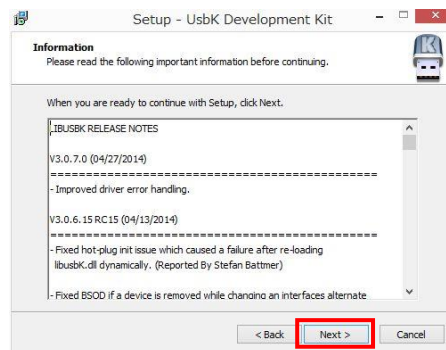 Setup - UsbK Development Kit
Information
Please read the following important information before continuing.
When you are ready to continue with Setup, click Next.
LIBUSBK RELEASE NOTES
V3.0.7.0 (04/27/2014)
================================================
- Improved driver error handling.
V3.0.6.15 RC15 (04/13/2014)
================================================
- Fixed hot-plug init issue which caused a failure after re-loading
libusbK.dll dynamically. (Reported By Stefan Battmer)
- Fixed BSOD if a device is removed while changing an interfaces alternate
< Back
Next >
Cancel